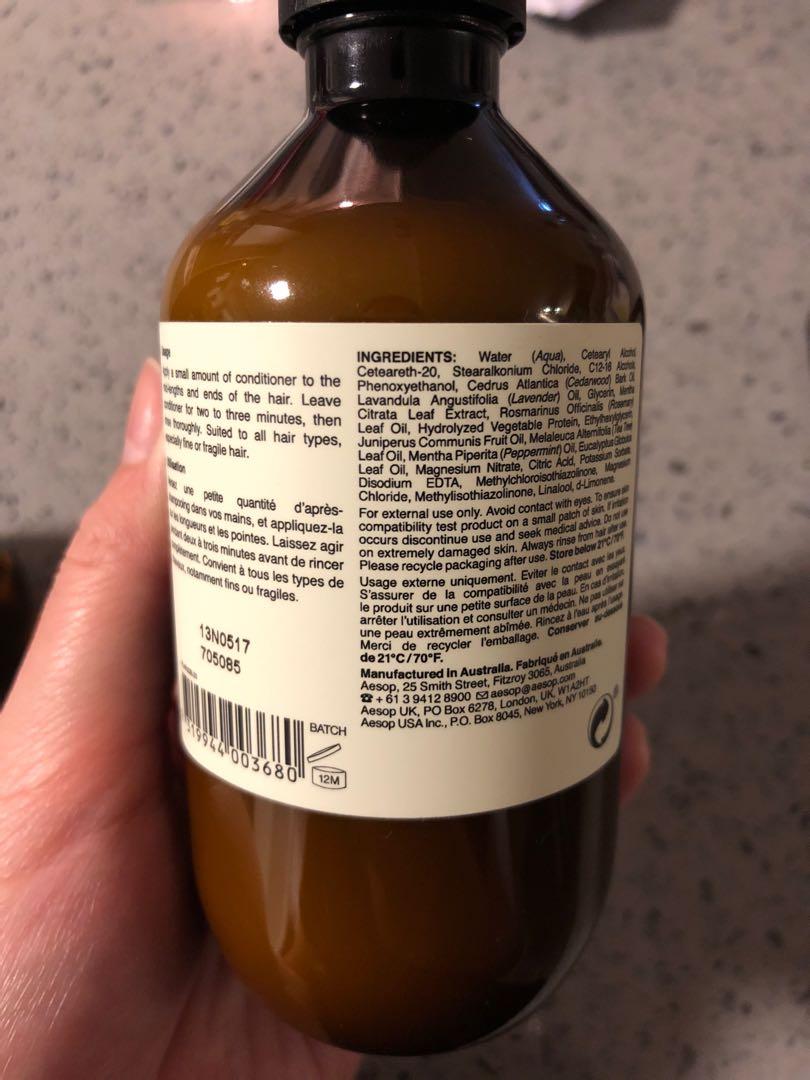 a small amount of conditioner to the
and ends of the hair. Leave
for two to three minutes, then
thoroughly. Suited to all hair types,
fine or fragile hair.
une petite quantité d'après-
dans vos mains, et appliquez-la
longueurs et les pointes. Laissez agir
deux à trois minutes avant de rincer
Convient à tous les types de
notamment fins ou fragiles.
13N0517
705085
319944 003680
BATCH
12M
INGREDIENTS: Water (Aqua), Cetearyl Alcohol,
Ceteareth-20, Stearalkonium Chloride, C12-16 Alcohols,
Phenoxyethanol, Cedrus Atlantica (Cedarwood) Bark Oil,
Lavandula Angustifolia (Lavender) Oil, Glycerin, Mentha
Citrata Leaf Extract, Rosmarinus Officinalis (Rosemary)
Leaf Oil, Hydrolyzed Vegetable Protein, Ethylhexylglycerin,
Juniperus Communis Fruit Oil, Melaleuca Alternifolia (Tea Tree)
Leaf Oil, Mentha Piperita (Peppermint) Oil, Eucalyptus Globulus
Leaf Oil, Magnesium Nitrate, Citric Acid, Potassium Sorbate,
Disodium EDTA, Methylchloroisothiazolinone, Magnesium
Chloride, Methylisothiazolinone, Linalool, d-Limonene.
For external use only. Avoid contact with eyes. To ensure skin
compatibility test product on a small patch of skin. If irritation
occurs discontinue use and seek medical advice. Do not use
on extremely damaged skin. Always rinse from hair after use.
Please recycle packaging after use. Store below 21°C/70°F.
Usage externe uniquement. Eviter le contact avec les yeux.
S'assurer de la compatibilité avec la peau en essayant
le produit sur une petite surface de la peau. En cas d'irritation,
arrêter l'utilisation et consulter un médecin. Ne pas utiliser sur
une peau extrêmement abîmée. Rincez à l'eau après l'usage.
Merci de recycler l'emballage. Conserver au-dessous
de 21°C/70°F.
Manufactured in Australia. Fabriqué en Australie.
Aesop, 25 Smith Street, Fitzroy 3065, Australia
+ 61 3 9412 8900 aesop@aesop.com
Aesop UK, PO Box 6278, London, UK, W1A2HT
Aesop USA Inc., P.O. Box 8045, New York, NY 10150